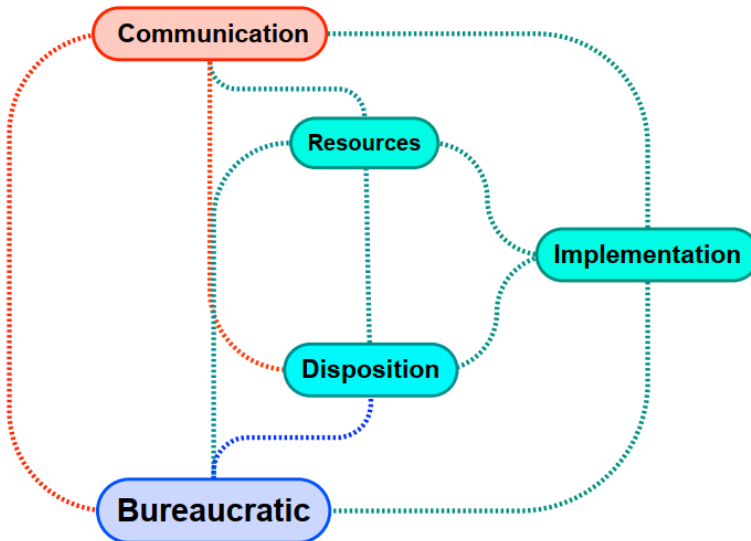 Communication
Resources
Implementation
Disposition
Bureaucratic